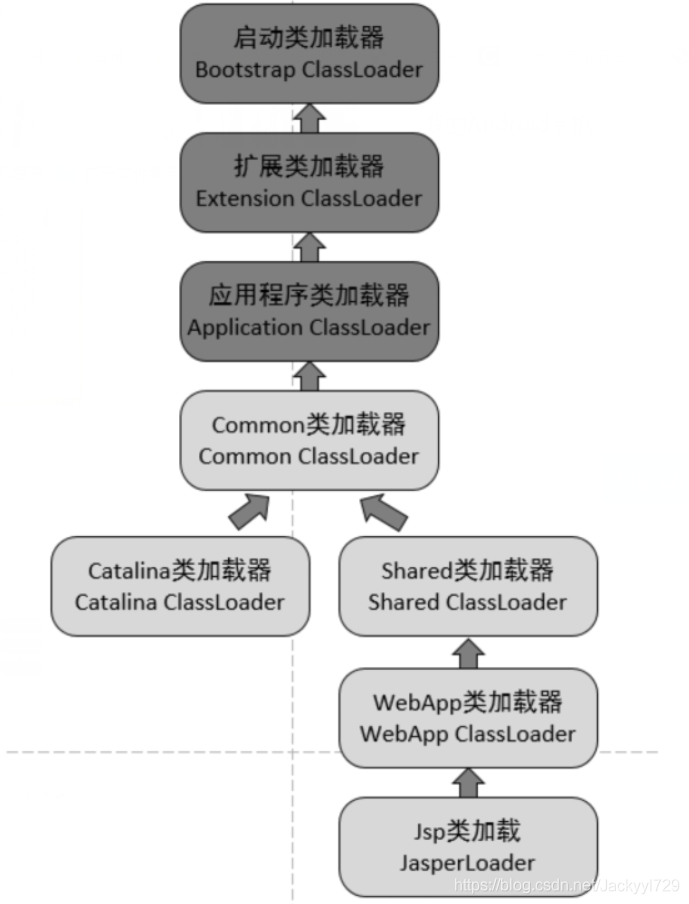 启动类加载器
Bootstrap ClassLoader
扩展类加载器
Extension ClassLoader
应用程序类加载器
Application ClassLoader
Common类加载器
Common ClassLoader
Catalina类加载器
Catalina ClassLoader
Shared类加载器
Shared ClassLoader
WebApp类加载器
WebApp ClassLoader
Jsp类加载
JasperLoader
https://blog.csdn.net/Jackyyl729